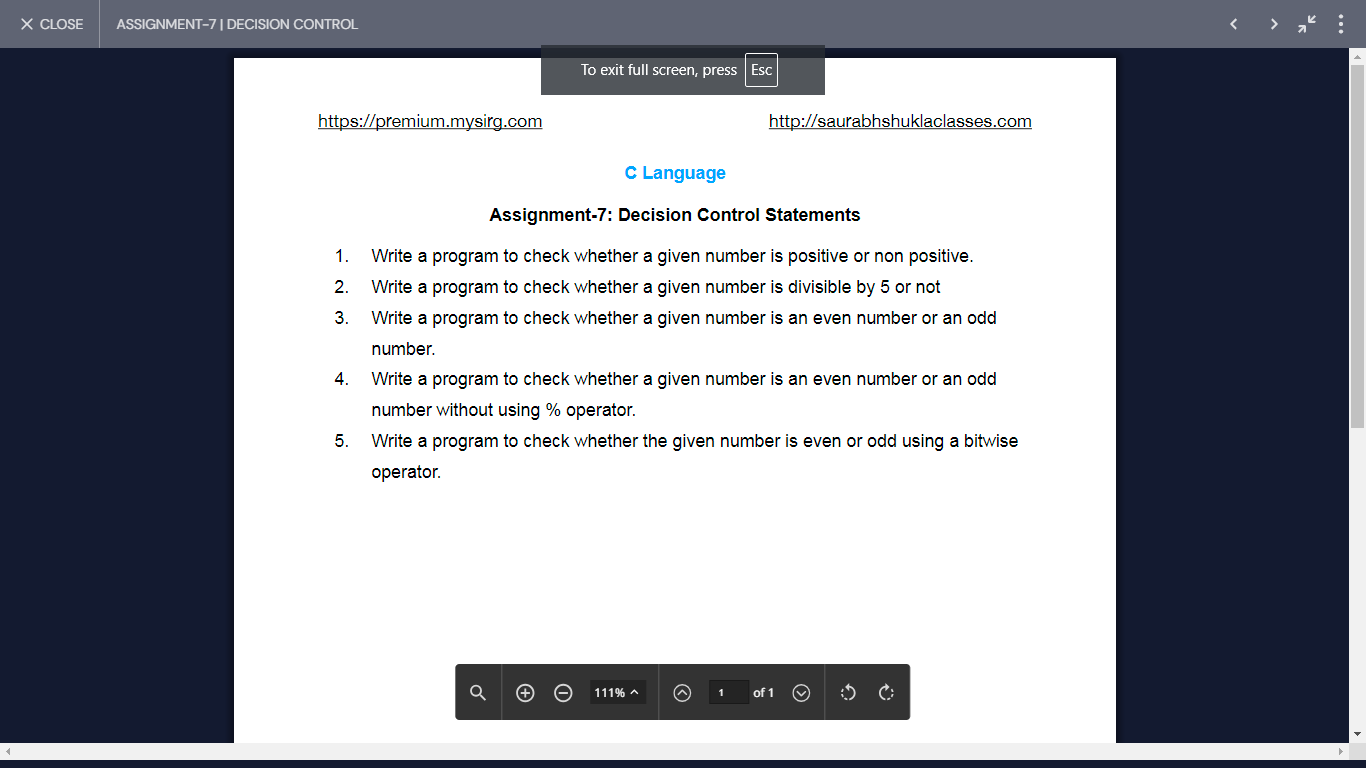 CLOSE ASSIGNMENT-7 | DECISION CONTROL
To exit full screen, press Esc
https://premium.mysirg.com http://saurabhshuklaclasses.com
C Language
Assignment-7: Decision Control Statements
1. Write a program to check whether a given number is positive or non positive.
2. Write a program to check whether a given number is divisible by 5 or not
3. Write a program to check whether a given number is an even number or an odd
number.
4. Write a program to check whether a given number is an even number or an odd
number without using % operator.
5. Write a program to check whether the given number is even or odd using a bitwise
operator.
111% 1 of 1